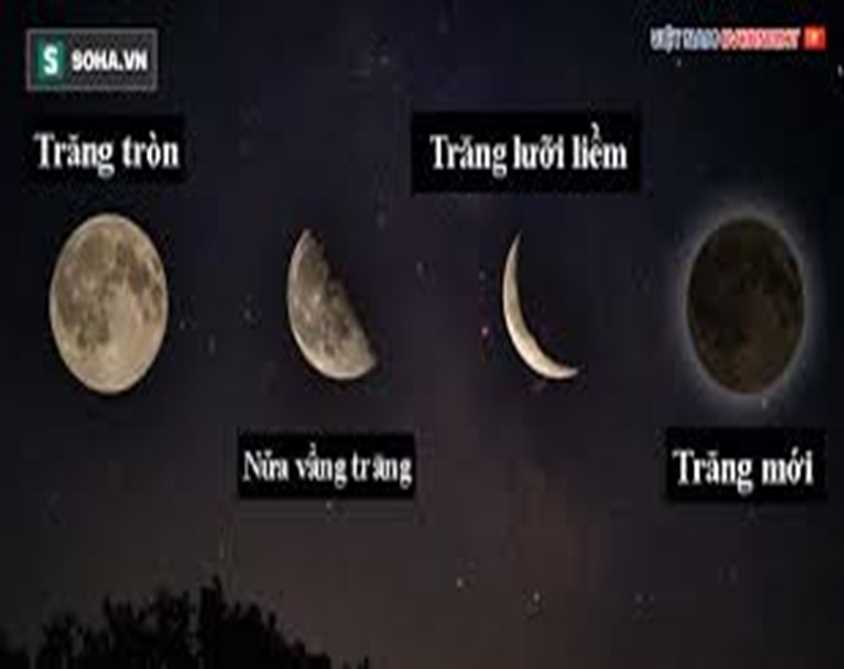 SOHA.VN
Trăng tròn
Trăng lưỡi liềm
Nửa vầng trăng
Trăng mới